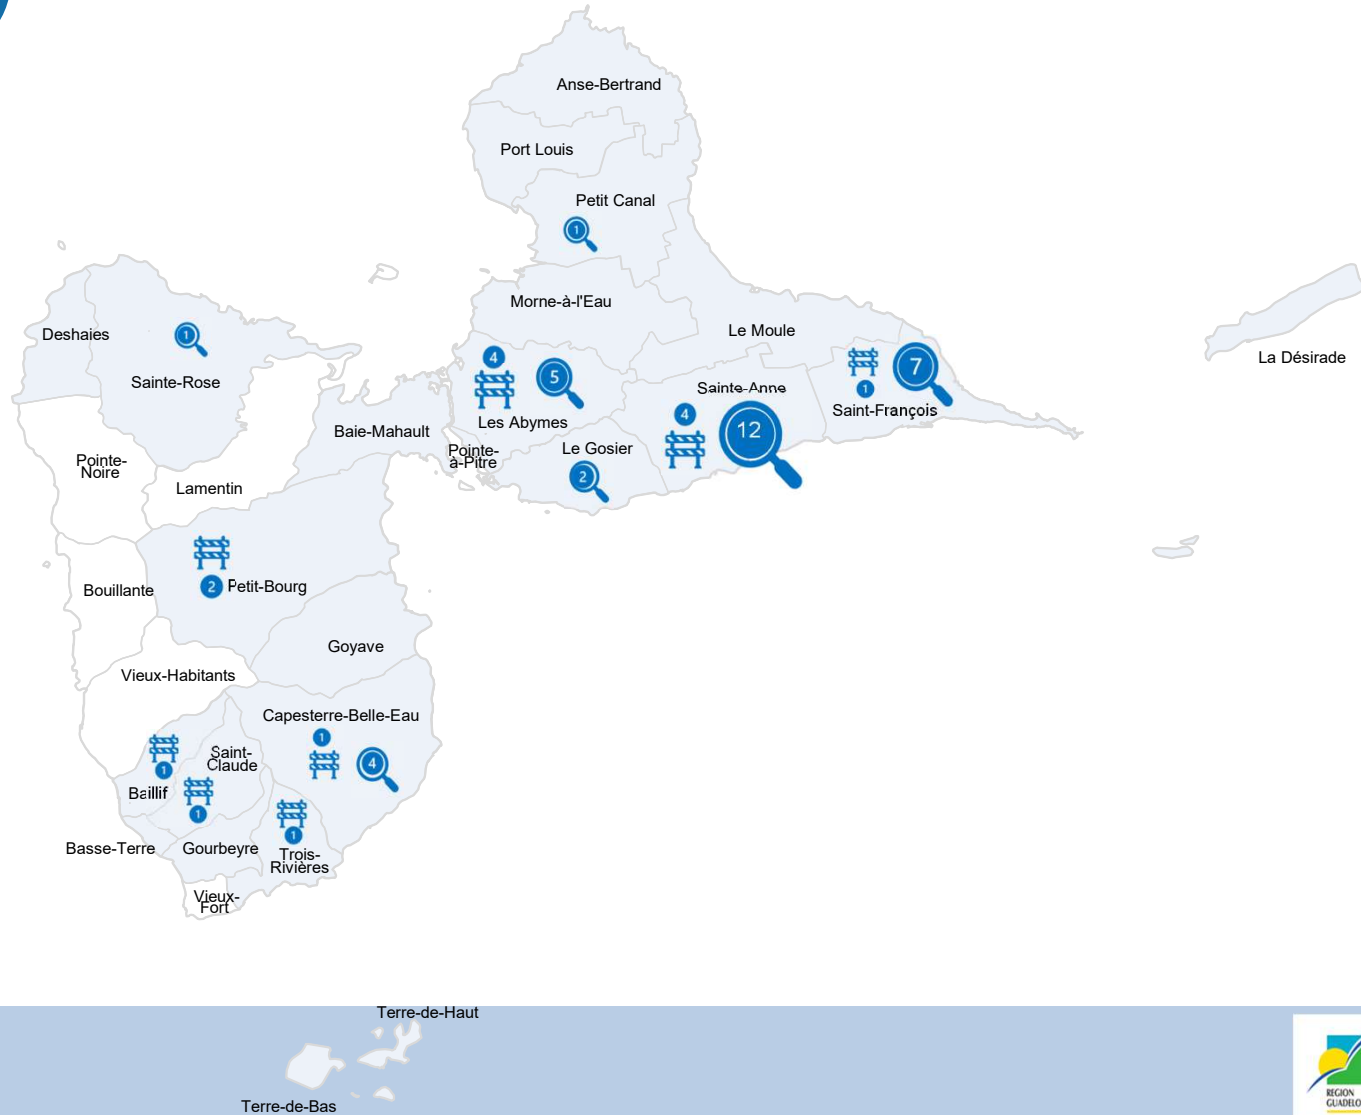 Anse-Bertrand
Port Louis
Petit Canal
1
Morne-à-l'Eau
Deshaies
1
Sainte-Rose
Le Moule
La Désirade
4
5
Les Abymes
Sainte-Anne
4
12
1
7
Saint-François
Baie-Mahault
Pointe-
à-Pitre
Le Gosier
2
Pointe-
Noire
Lamentin
Bouillante
2
Petit-Bourg
Goyave
Vieux-Habitants
Capesterre-Belle-Eau
1
4
Saint-
Claude
1
Baillif
1
1
Basse-Terre
Gourbeyre
Trois-
Rivières
Vieux-
Fort
Terre-de-Haut
Terre-de-Bas
REGION